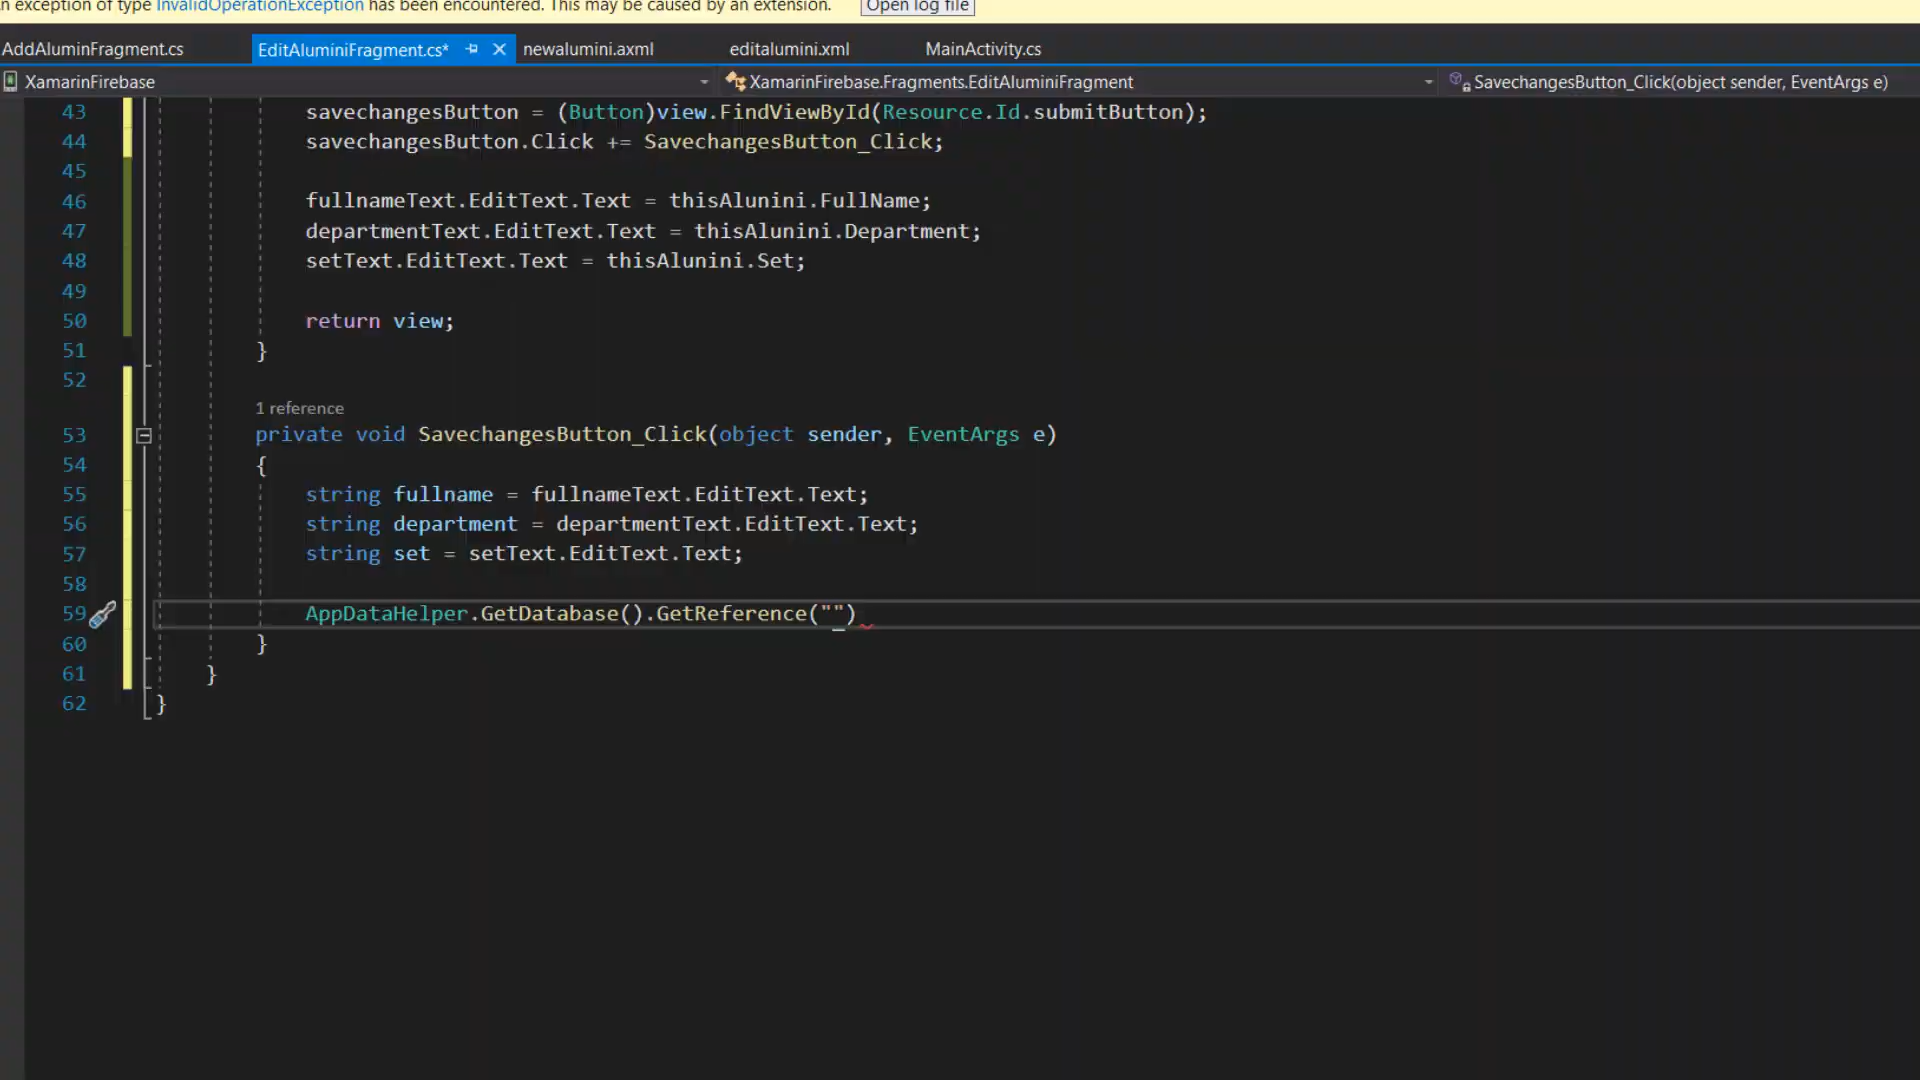 n exception of type InvalidOperationException has been encountered. This may be caused by an extension. Open log file
AddAluminFragment.cs EditAluminiFragment.cs* newalumini.axml editalumini.xml MainActivity.cs
XamarinFirebase XamarinFirebase.Fragments.EditAluminiFragment SavechangesButton_Click(object sender, EventArgs e)
43 savechangesButton = (Button)view.FindViewById(Resource.Id.submitButton);
44 savechangesButton.Click += SavechangesButton_Click;
45
46 fullnameText.EditText.Text = thisAlunini.FullName;
47 departmentText.EditText.Text = thisAlunini.Department;
48 setText.EditText.Text = thisAlunini.Set;
49
50 return view;
51 }
52
1 reference
53 private void SavechangesButton_Click(object sender, EventArgs e)
54 {
55 string fullname = fullnameText.EditText.Text;
56 string department = departmentText.EditText.Text;
57 string set = setText.EditText.Text;
58
59 AppDataHelper.GetDatabase().GetReference("")
60 }
61 }
62 }